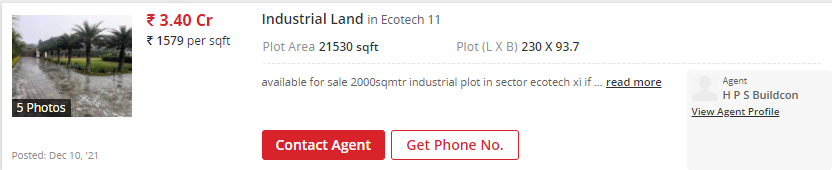 ₹ 3.40 Cr
₹ 1579 per sqft
5 Photos
Posted: Dec 10, '21
Industrial Land in Ecotech 11
Plot Area 21530 sqft Plot (L X B) 230 X 93.7
available for sale 2000sqmtr industrial plot in sector ecotech xi if ... read more
Contact Agent Get Phone No.
Agent
H P S Buildcon
View Agent Profile